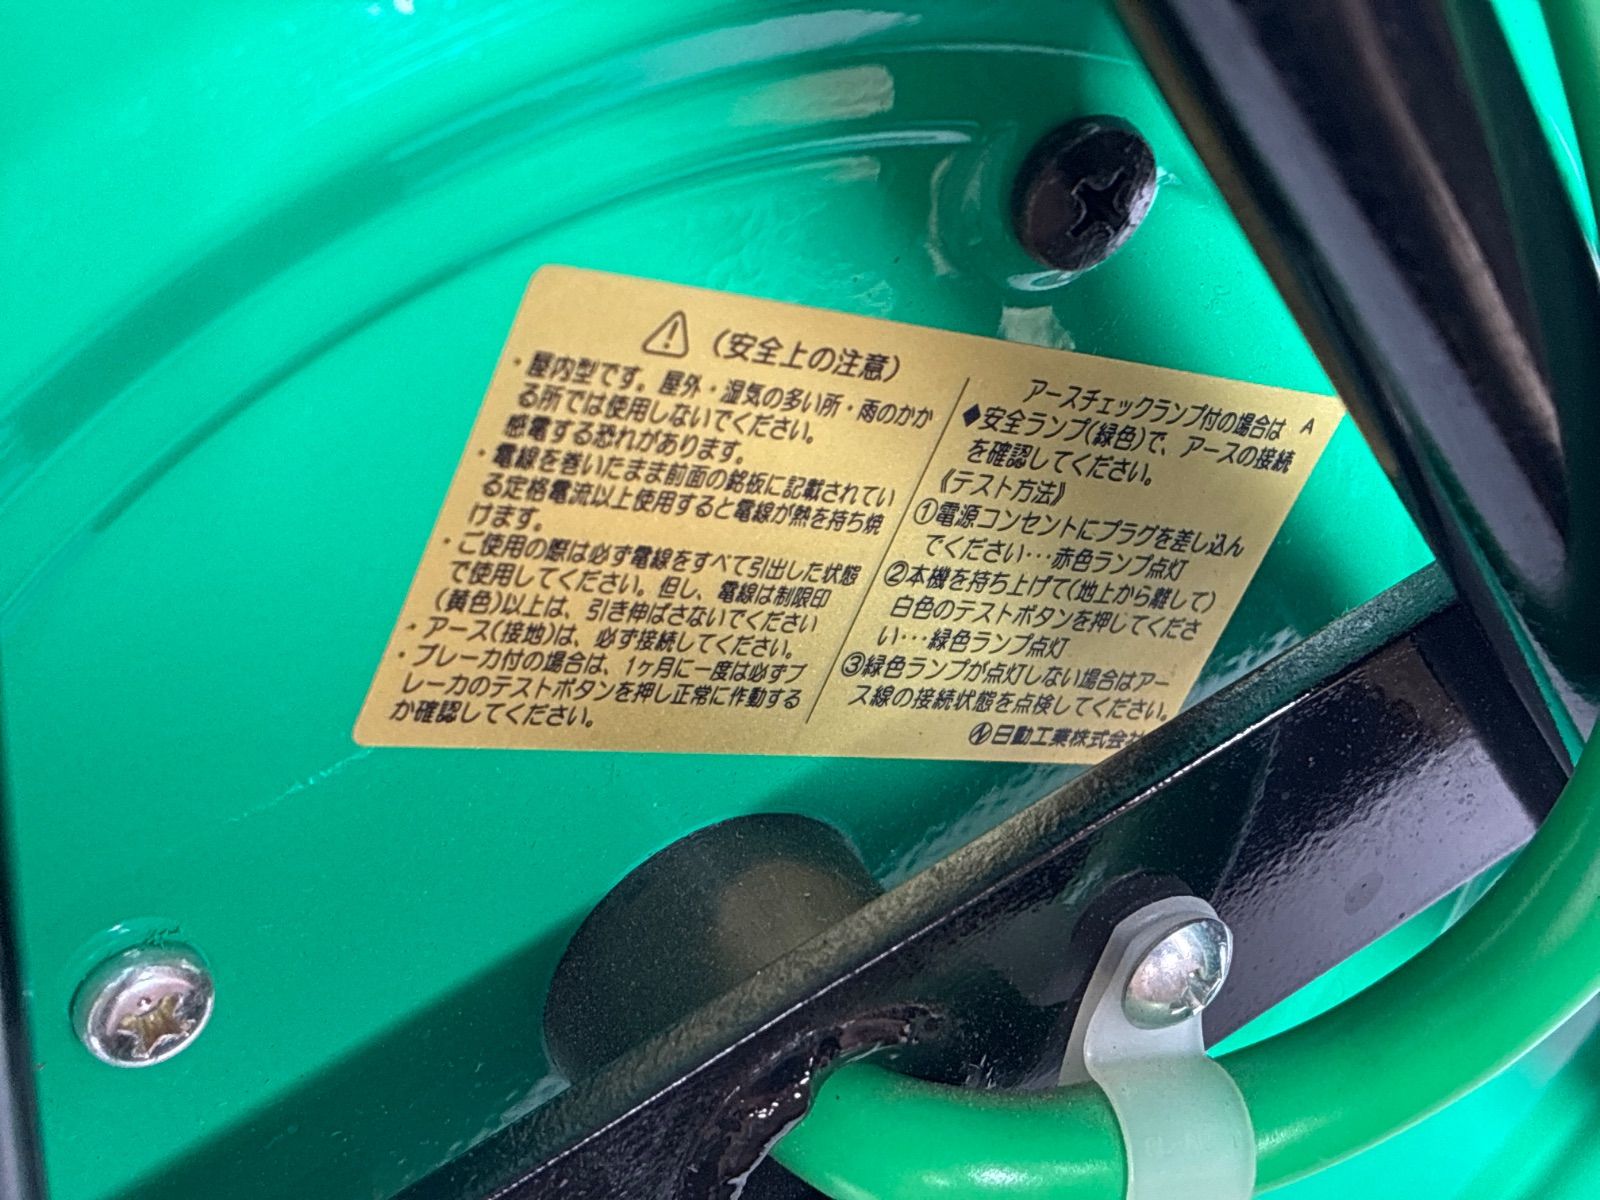 (安全上の注意)
・屋内型です。屋外・湿気の多い所・雨のかか
る所では使用しないでください。
感電する恐れがあります。
・電線を巻いたまま前面の銘板に記載されてい
る定格電流以上使用すると電線が熱を持ち焼
けます。
・ご使用の際は必ず電線をすべて引出した状態
で使用してください。但し、電線は制限印
(黄色)以上は、引き伸ばさないでください
・アース(接地)は、必ず接続してください。
・ブレーカ付の場合は、1ヶ月に一度は必ずブ
レーカのテストボタンを押し正常に作動する
か確認してください。
アースチェックランプ付の場合は A
◆安全ランプ(緑色)で、アースの接続
を確認してください。
《テスト方法》
①電源コンセントにプラグを差し込ん
でください…赤色ランプ点灯
②本機を持ち上げて(地上から離して)
白色のテストボタンを押してくださ
い…緑色ランプ点灯
③緑色ランプが点灯しない場合はアー
ス線の接続状態を点検してください。
日動工業株式会